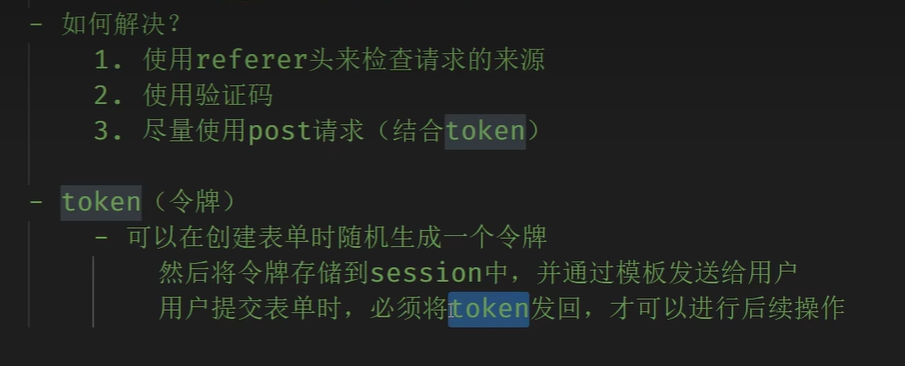 - 如何解决？
1. 使用referer头来检查请求的来源
2. 使用验证码
3. 尽量使用post请求（结合token）
- token（令牌）
- 可以在创建表单时随机生成一个令牌
然后将令牌存储到session中，并通过模板发送给用户
用户提交表单时，必须将token发回，才可以进行后续操作